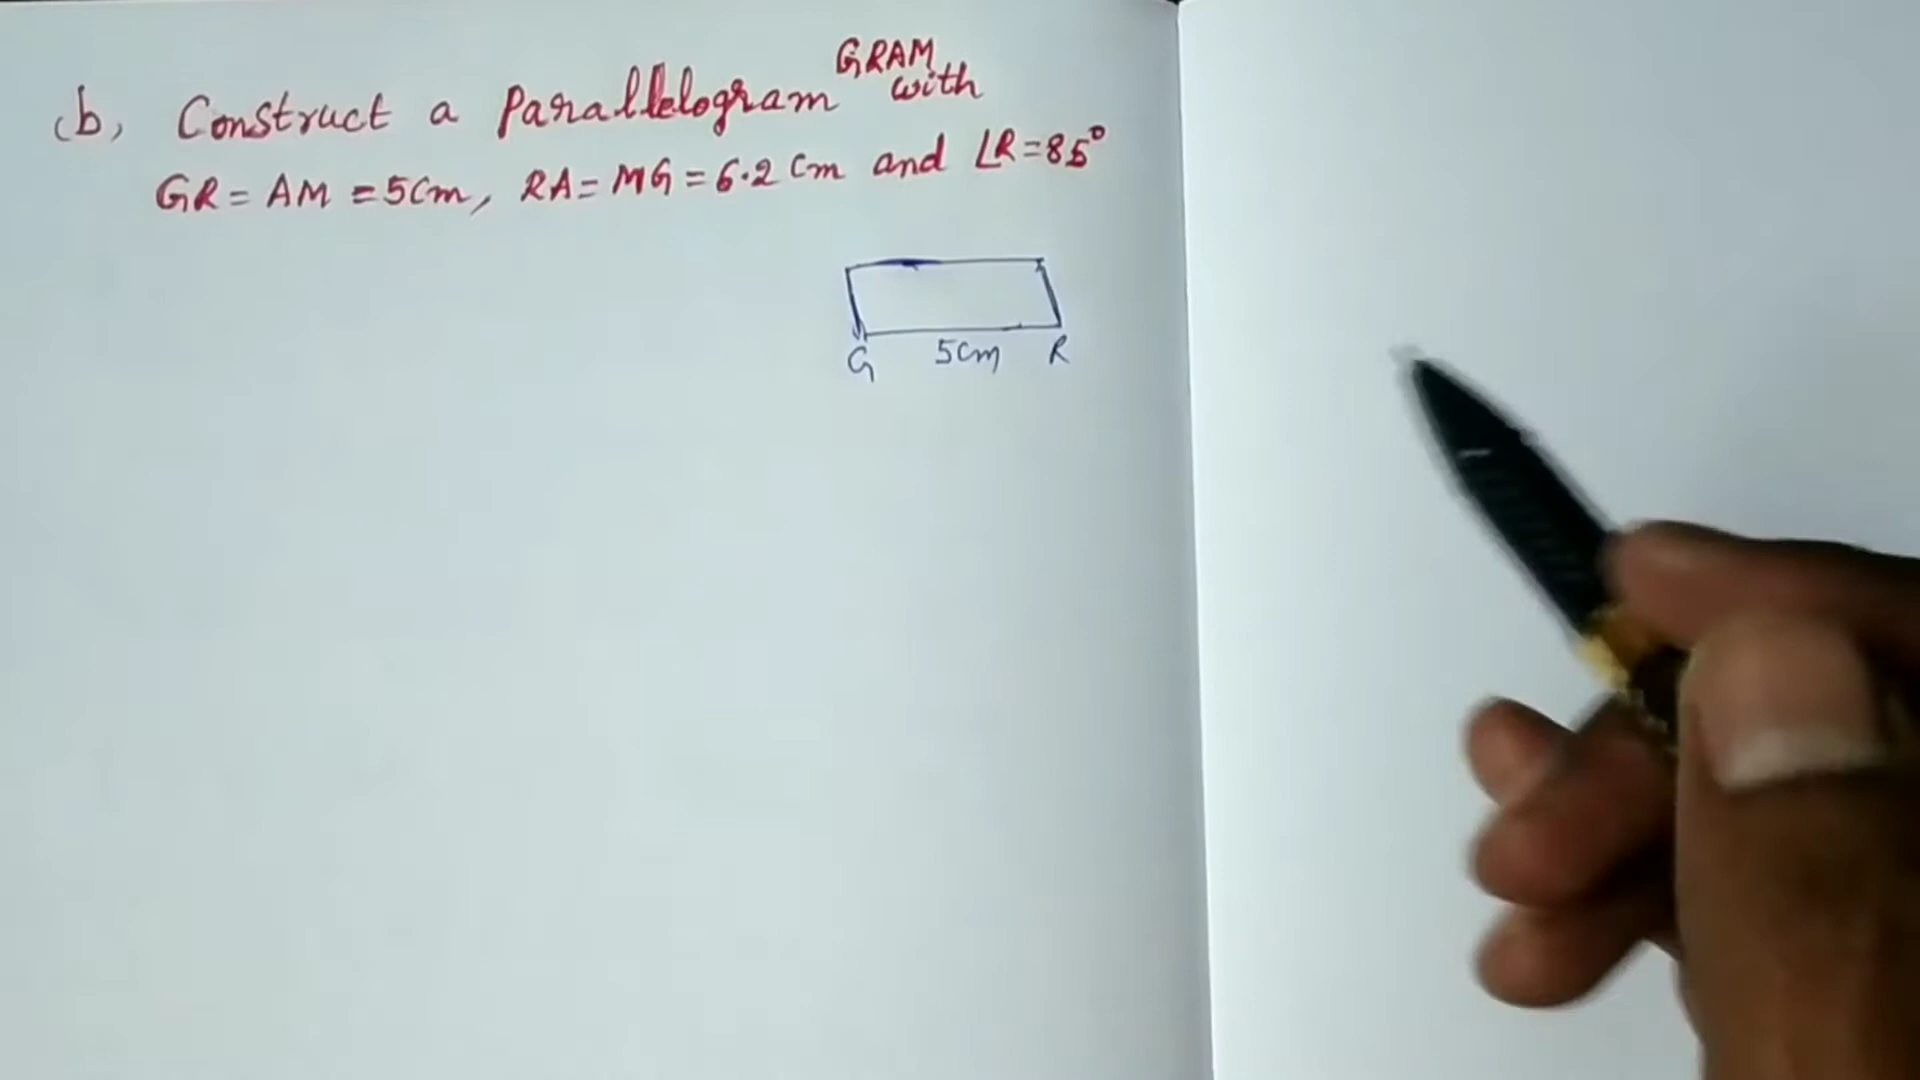 (b, Construct a Parallelogram GRAM with
GR = AM = 5cm, RA = MG = 6.2 cm and ∠R = 85°
G 5cm R